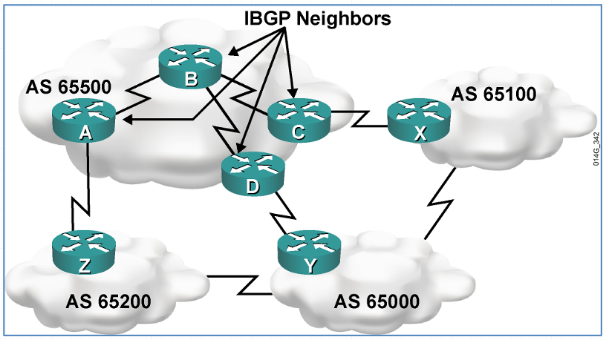 IBGP Neighbors
B
AS 65500
AS 65100
A
C
X
014G_342
D
Z
Y
AS 65200
AS 65000